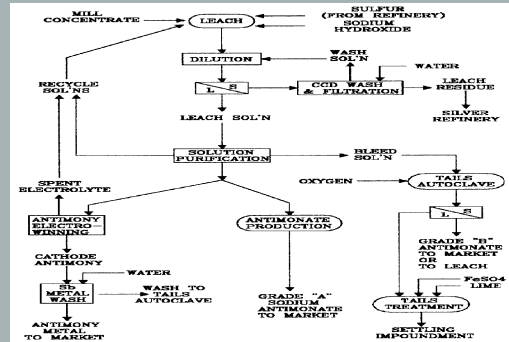 MILL
CONCENTRATE
LEACH
SULFUR
(FROM REFINERY)
SODIUM
HYDROXIDE
DILUTION
WASH
SOL'N
WATER
L S
CCD WASH
& FILTRATION
LEACH
RESIDUE
RECYCLE
SOL'NS
LEACH SOL'N
SILVER
REFINERY
SOLUTION
PURIFICATION
BLEED
SOL'N
OXYGEN
TAILS
AUTOCLAVE
SPENT
ELECTROLYTE
L S
ANTIMONY
ELECTRO-
WINNING
ANTIMONATE
PRODUCTION
GRADE "B"
ANTIMONATE
TO MARKET
OR
TO LEACH
CATHODE
ANTIMONY
WATER
Sb
METAL
WASH
WASH TO
TAILS
AUTOCLAVE
GRADE "A"
SODIUM
ANTIMONATE
TO MARKET
FeSO4
LIME
TAILS
TREATMENT
ANTIMONY
METAL
TO MARKET
SETTLING
IMPOUNDMENT